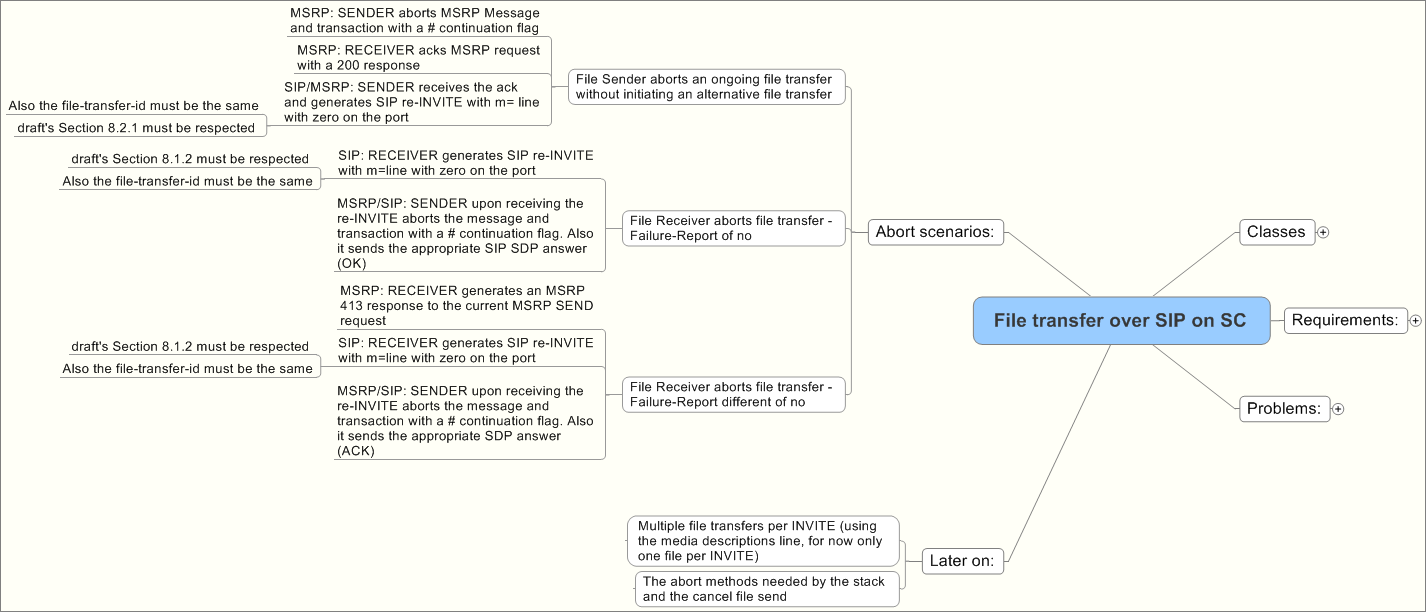 MSRP: SENDER aborts MSRP Message
and transaction with a # continuation flag
MSRP: RECEIVER acks MSRP request
with a 200 response
SIP/MSRP: SENDER receives the ack
and generates SIP re-INVITE with m= line
with zero on the port
Also the file-transfer-id must be the same
draft's Section 8.2.1 must be respected
File Sender aborts an ongoing file transfer
without initiating an alternative file transfer
draft's Section 8.1.2 must be respected
Also the file-transfer-id must be the same
SIP: RECEIVER generates SIP re-INVITE
with m=line with zero on the port
MSRP/SIP: SENDER upon receiving the
re-INVITE aborts the message and
transaction with a # continuation flag. Also
it sends the appropriate SIP SDP answer
(OK)
File Receiver aborts file transfer -
Failure-Report of no
MSRP: RECEIVER generates an MSRP
413 response to the current MSRP SEND
request
draft's Section 8.1.2 must be respected
Also the file-transfer-id must be the same
SIP: RECEIVER generates SIP re-INVITE
with m=line with zero on the port
MSRP/SIP: SENDER upon receiving the
re-INVITE aborts the message and
transaction with a # continuation flag. Also
it sends the appropriate SDP answer
(ACK)
File Receiver aborts file transfer -
Failure-Report different of no
Abort scenarios:
Classes
File transfer over SIP on SC
Requirements:
Problems:
Multiple file transfers per INVITE (using
the media descriptions line, for now only
one file per INVITE)
The abort methods needed by the stack
and the cancel file send
Later on: